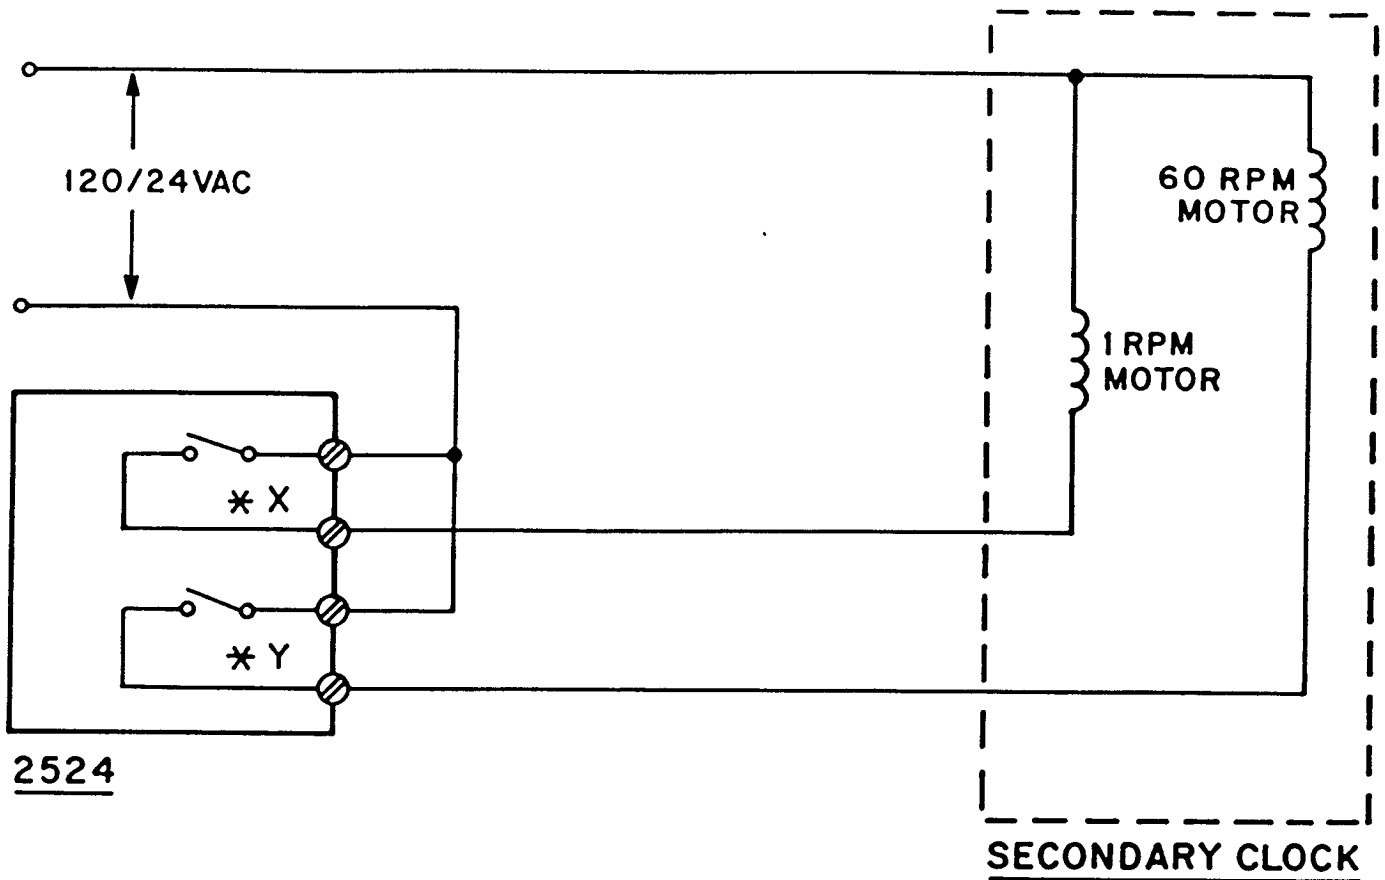 120/24VAC
60 RPM
MOTOR
1 RPM
MOTOR
* X
* Y
2524
SECONDARY CLOCK